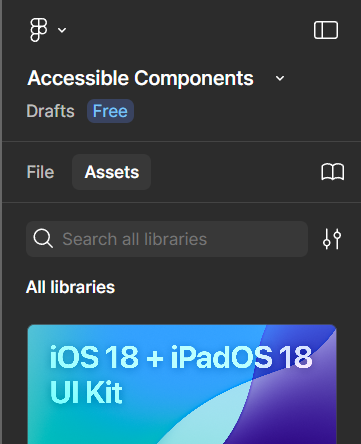 Accessible Components
Drafts Free
File Assets
Search all libraries
All libraries
iOS 18 + iPadOS 18
UI Kit